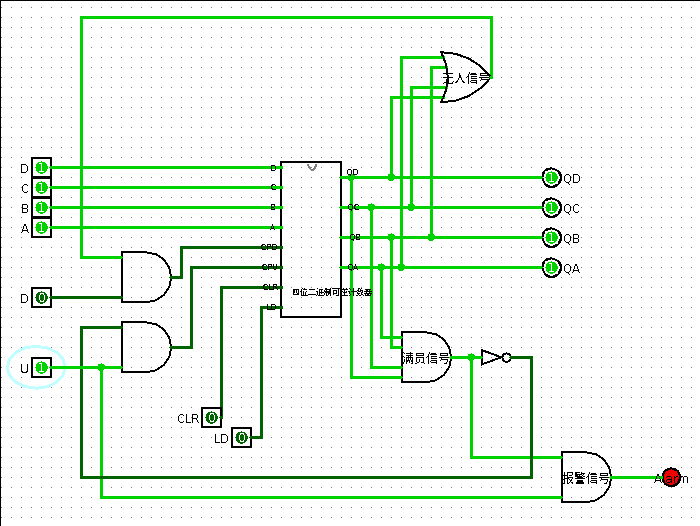 无人信号
D 1 D QD 1 QD
C 1 C QC 1 QC
B 1 B QB 1 QB
A 1 A QA 1 QA
CPD
CPU
CLR
四位二进制可逆计数器
D 0
LD
满员信号
U 1
CLR 0
LD 0
报警信号
Alarm